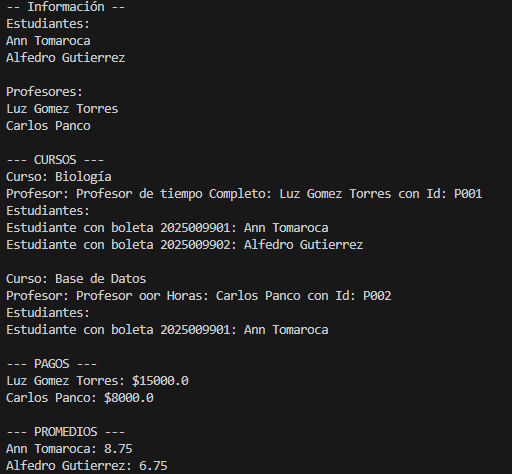 -- Información --
Estudiantes:
Ann Tomaroca
Alfedro Gutierrez
Profesores:
Luz Gomez Torres
Carlos Panco
--- CURSOS ---
Curso: Biología
Profesor: Profesor de tiempo Completo: Luz Gomez Torres con Id: P001
Estudiantes:
Estudiante con boleta 2025009901: Ann Tomaroca
Estudiante con boleta 2025009902: Alfedro Gutierrez
Curso: Base de Datos
Profesor: Profesor oor Horas: Carlos Panco con Id: P002
Estudiantes:
Estudiante con boleta 2025009901: Ann Tomaroca
--- PAGOS ---
Luz Gomez Torres: $15000.0
Carlos Panco: $8000.0
--- PROMEDIOS ---
Ann Tomaroca: 8.75
Alfedro Gutierrez: 6.75